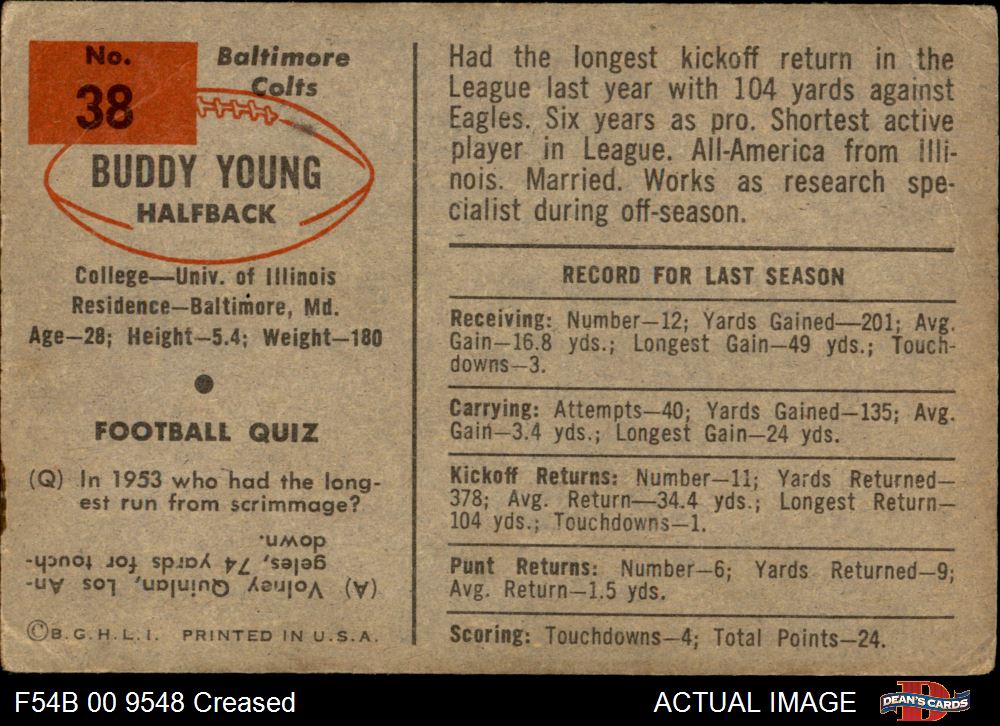 No.
38
Baltimore
Colts
BUDDY YOUNG
HALFBACK
College—Univ. of Illinois
Residence—Baltimore, Md.
Age—28; Height—5.4; Weight—180
FOOTBALL QUIZ
(Q) In 1953 who had the long-
est run from scrimmage?
(A) Volney Quinlan, Los An-
geles, 74 yards for touch-
down.
©B.G.H.L.I. PRINTED IN U.S.A.
Had the longest kickoff return in the
League last year with 104 yards against
Eagles. Six years as pro. Shortest active
player in League. All-America from Illi-
nois. Married. Works as research spe-
cialist during off-season.
RECORD FOR LAST SEASON
Receiving: Number—12; Yards Gained—201; Avg.
Gain—16.8 yds.; Longest Gain—49 yds.; Touch-
downs—3.
Carrying: Attempts—40; Yards Gained—135; Avg.
Gain—3.4 yds.; Longest Gain—24 yds.
Kickoff Returns: Number—11; Yards Returned—
378; Avg. Return—34.4 yds.; Longest Return—
104 yds.; Touchdowns—1.
Punt Returns: Number—6; Yards Returned—9;
Avg. Return—1.5 yds.
Scoring: Touchdowns—4; Total Points—24.
F54B 00 9548 Creased
ACTUAL IMAGE
D
DEAN'S CARDS